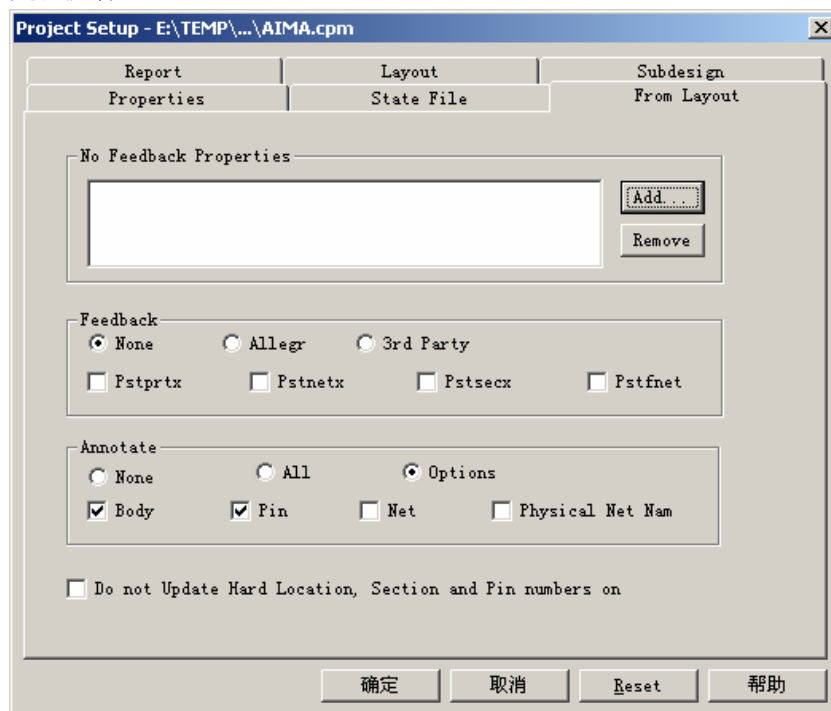 Project Setup - E:\TEMP\...\AIMA.cpm
Report Layout Subdesign
Properties State File From Layout
No Feedback Properties
Add...
Remove
Feedback
None Allegr 3rd Party
Pstprtx Pstnetx Pstsecx Pstfnet
Annotate
None All Options
Body Pin Net Physical Net Nam
Do not Update Hard Location, Section and Pin numbers on
确定 取消 Reset 帮助